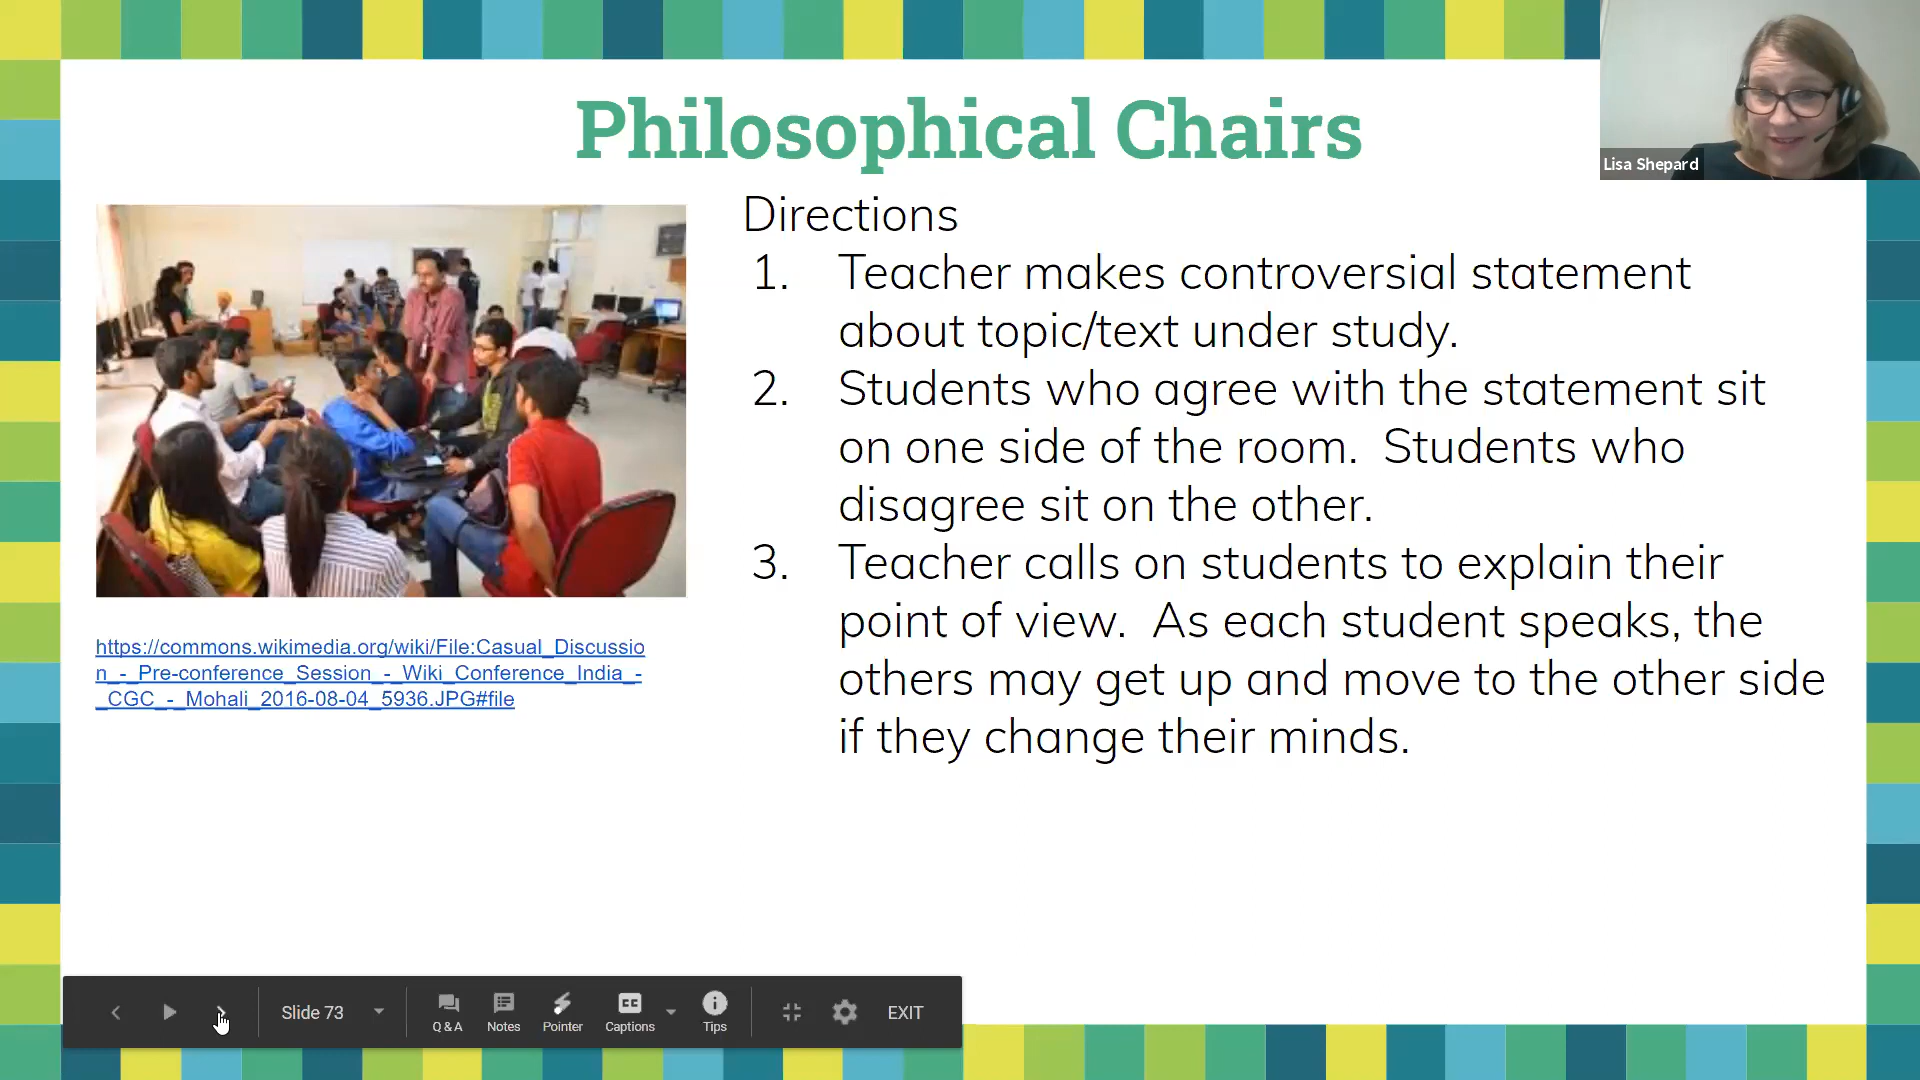 Philosophical Chairs
Lisa Shepard
Directions
1. Teacher makes controversial statement
about topic/text under study.
2. Students who agree with the statement sit
on one side of the room.  Students who
disagree sit on the other.
3. Teacher calls on students to explain their
point of view.  As each student speaks, the
others may get up and move to the other side
if they change their minds.
https://commons.wikimedia.org/wiki/File:Casual_Discussio
n_-_Pre-conference_Session_-_Wiki_Conference_India_-
_CGC_-_Mohali_2016-08-04_5936.JPG#file
Slide 73
Q & A
Notes
Pointer
CC
Captions
Tips
EXIT